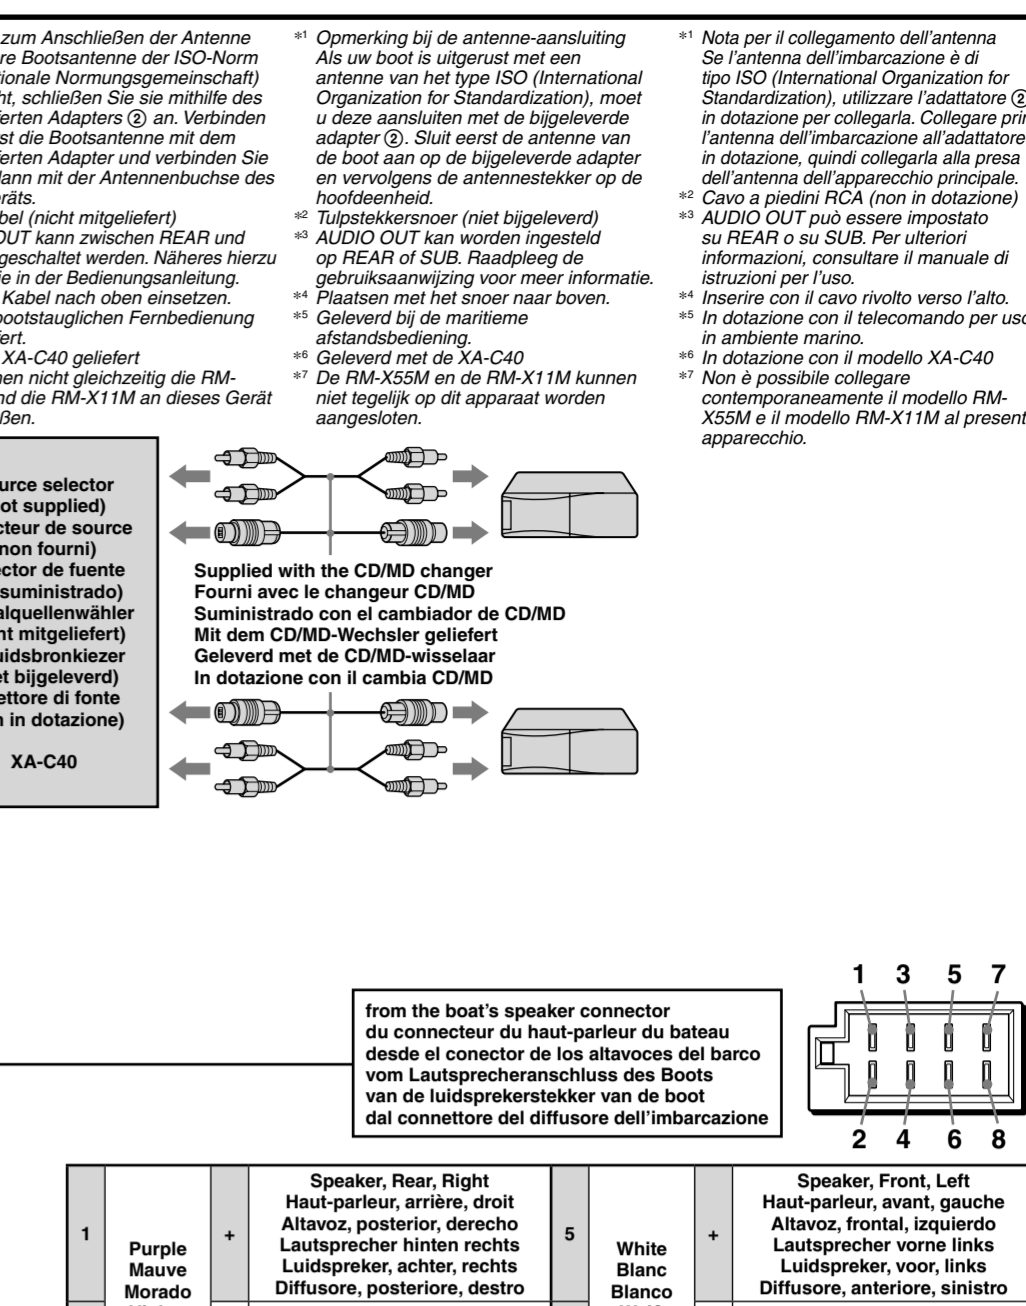 zum Anschließen der Antenne
re Bootsantenne der ISO-Norm
tionale Normungsgemeinschaft)
ht, schließen Sie sie mithilfe des
ferten Adapters ② an. Verbinden
rst die Bootsantenne mit dem
ferten Adapter und verbinden Sie
dann mit der Antennenbuchse des
räts.
bel (nicht mitgeliefert)
OUT kann zwischen REAR und
geschaltet werden. Näheres hierzu
ie in der Bedienungsanleitung.
Kabel nach oben einsetzen.
bootstauglichen Fernbedienung
fert.
XA-C40 geliefert
nen nicht gleichzeitig die RM-
nd die RM-X11M an dieses Gerät
ßen.
*1 Opmerking bij de antenne-aansluiting
Als uw boot is uitgerust met een
antenne van het type ISO (International
Organization for Standardization), moet
u deze aansluiten met de bijgeleverde
adapter ②. Sluit eerst de antenne van
de boot aan op de bijgeleverde adapter
en vervolgens de antennestekker op de
hoofdeenheid.
*2 Tulpstekkersnoer (niet bijgeleverd)
*3 AUDIO OUT kan worden ingesteld
op REAR of SUB. Raadpleeg de
gebruiksaanwijzing voor meer informatie.
*4 Plaatsen met het snoer naar boven.
*5 Geleverd bij de maritieme
afstandsbediening.
*6 Geleverd met de XA-C40
*7 De RM-X55M en de RM-X11M kunnen
niet tegelijk op dit apparaat worden
aangesloten.
*1 Nota per il collegamento dell'antenna
Se l'antenna dell'imbarcazione è di
tipo ISO (International Organization for
Standardization), utilizzare l'adattatore ②
in dotazione per collegarla. Collegare pri
l'antenna dell'imbarcazione all'adattatore
in dotazione, quindi collegarla alla presa
dell'antenna dell'apparecchio principale.
*2 Cavo a piedini RCA (non in dotazione)
*3 AUDIO OUT può essere impostato
su REAR o su SUB. Per ulteriori
informazioni, consultare il manuale di
istruzioni per l'uso.
*4 Inserire con il cavo rivolto verso l'alto.
*5 In dotazione con il telecomando per uso
in ambiente marino.
*6 In dotazione con il modello XA-C40
*7 Non è possibile collegare
contemporaneamente il modello RM-
X55M e il modello RM-X11M al present
apparecchio.
urce selector
ot supplied)
cteur de source
non fourni)
ector de fuente
suministrado)
alquellenwähler
ht mitgeliefert)
uidsbronkiezer
et bijgeleverd)
ettore di fonte
n in dotazione)
XA-C40
Supplied with the CD/MD changer
Fourni avec le changeur CD/MD
Suministrado con el cambiador de CD/MD
Mit dem CD/MD-Wechsler geliefert
Geleverd met de CD/MD-wisselaar
In dotazione con il cambia CD/MD
from the boat's speaker connector
du connecteur du haut-parleur du bateau
desde el conector de los altavoces del barco
vom Lautsprecheranschluss des Boots
van de luidsprekerstekker van de boot
dal connettore del diffusore dell'imbarcazione
1 3 5 7
2 4 6 8
1
Purple
Mauve
Morado
+
Speaker, Rear, Right
Haut-parleur, arrière, droit
Altavoz, posterior, derecho
Lautsprecher hinten rechts
Luidspreker, achter, rechts
Diffusore, posteriore, destro
5
White
Blanc
Blanco
+
Speaker, Front, Left
Haut-parleur, avant, gauche
Altavoz, frontal, izquierdo
Lautsprecher vorne links
Luidspreker, voor, links
Diffusore, anteriore, sinistro